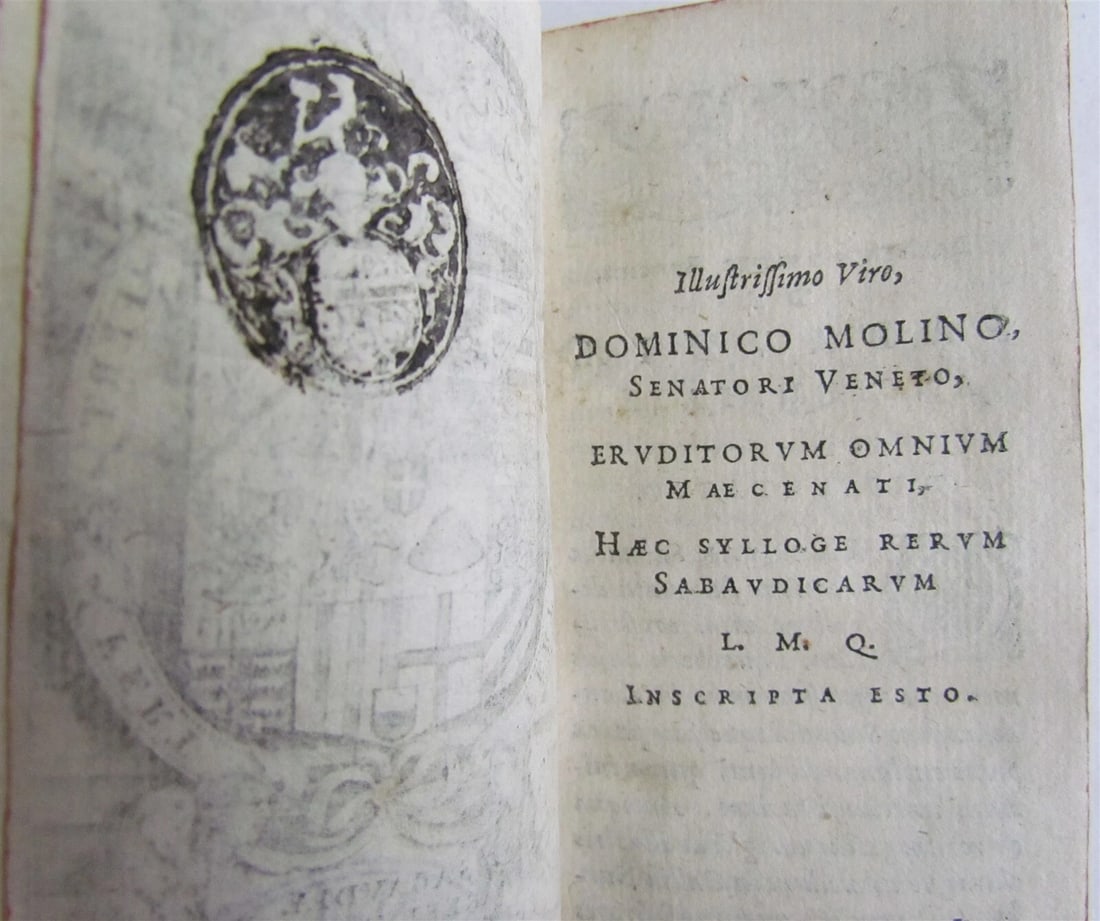 Illuſtriſſimo Viro,
DOMINICO MOLINO,
SENATORI VENETO,
ERVDITORVM OMNIVM
MAECENATI,
HÆC SYLLOGE RERVM
SABAVDICARVM
L. M. Q.
INSCRIPTA ESTO.